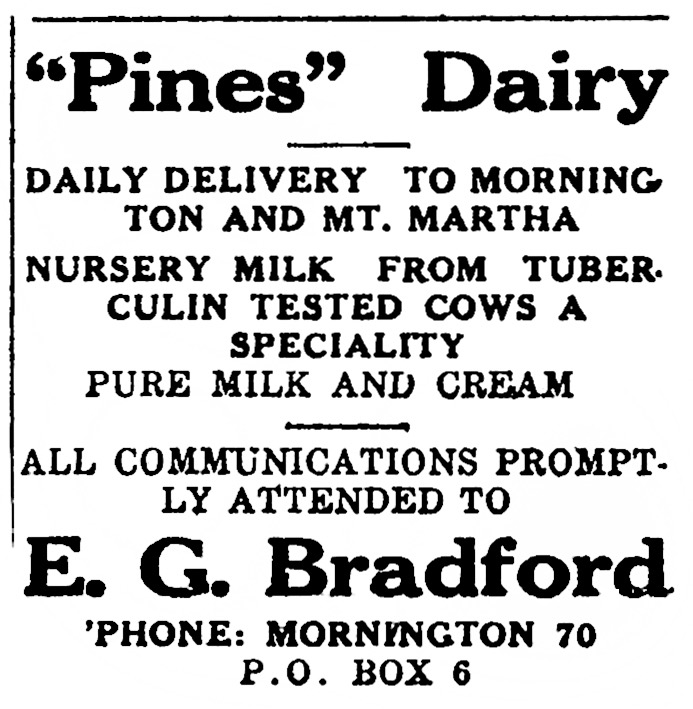 "Pines" Dairy
DAILY DELIVERY TO MORNING
TON AND MT. MARTHA
NURSERY MILK FROM TUBER-
CULIN TESTED COWS A
SPECIALITY
PURE MILK AND CREAM
ALL COMMUNICATIONS PROMPT-
LY ATTENDED TO
E. G. Bradford
'PHONE: MORNINGTON 70
P.O. BOX 6